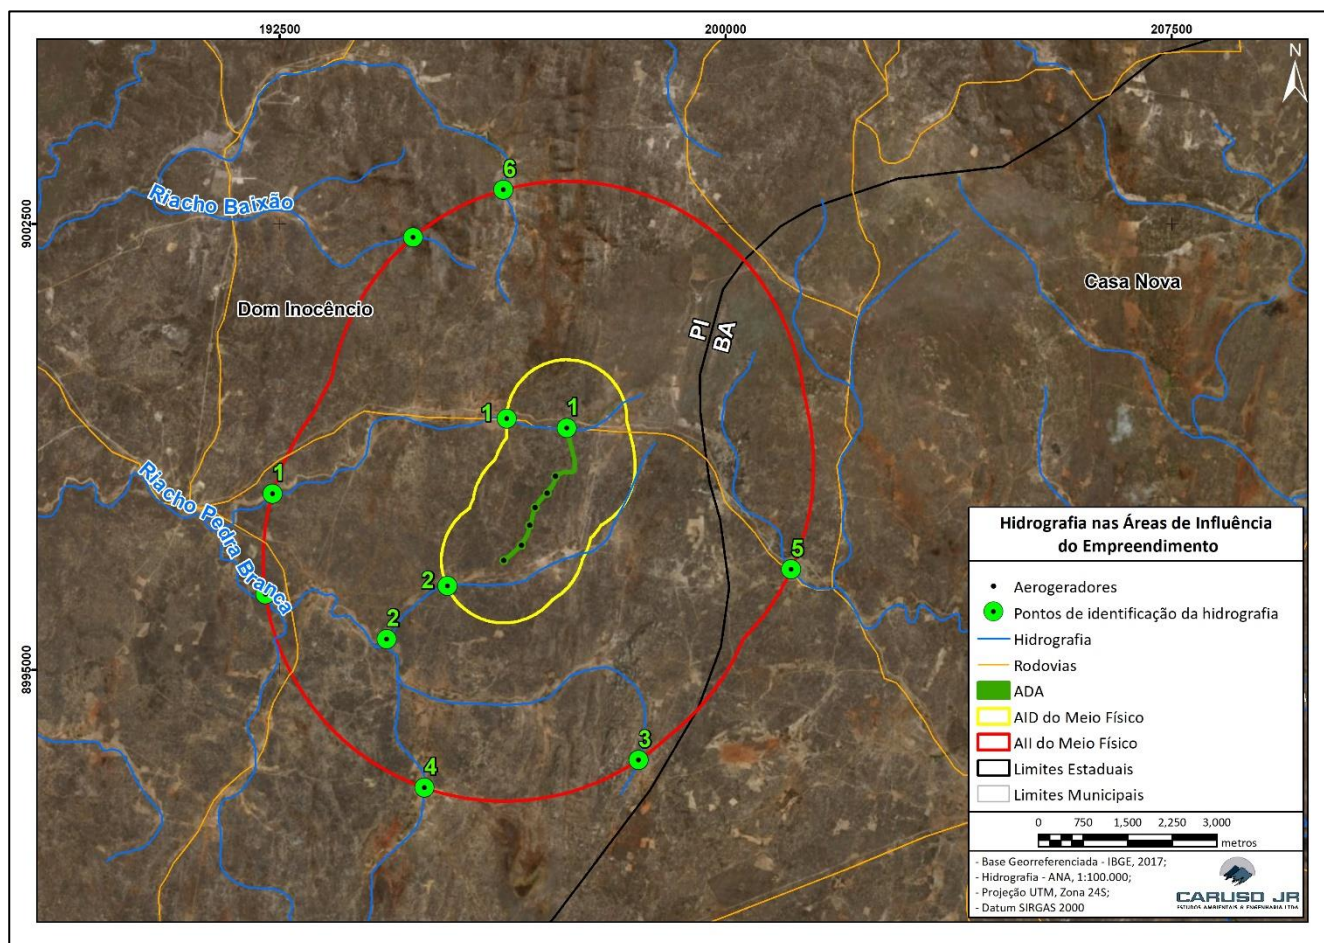 192500
200000
207500
N
9002500
8995000
6
Riacho Baixão
Dom Inocêncio
Casa Nova
PI
BA
1
1
1
Riacho Pedra Branca
2
2
5
3
4
Hidrografia nas Áreas de Influência
do Empreendimento
Aerogeradores
Pontos de identificação da hidrografia
Hidrografia
Rodovias
ADA
AID do Meio Físico
AII do Meio Físico
Limites Estaduais
Limites Municipais
0 750 1,500 2,250 3,000
metros
- Base Georreferenciada - IBGE, 2017;
- Hidrografia - ANA, 1:100.000;
- Projeção UTM, Zona 24S;
- Datum SIRGAS 2000
CARUSO JR
ESTUDOS AMBIENTAIS & ENGENHARIA LTDA